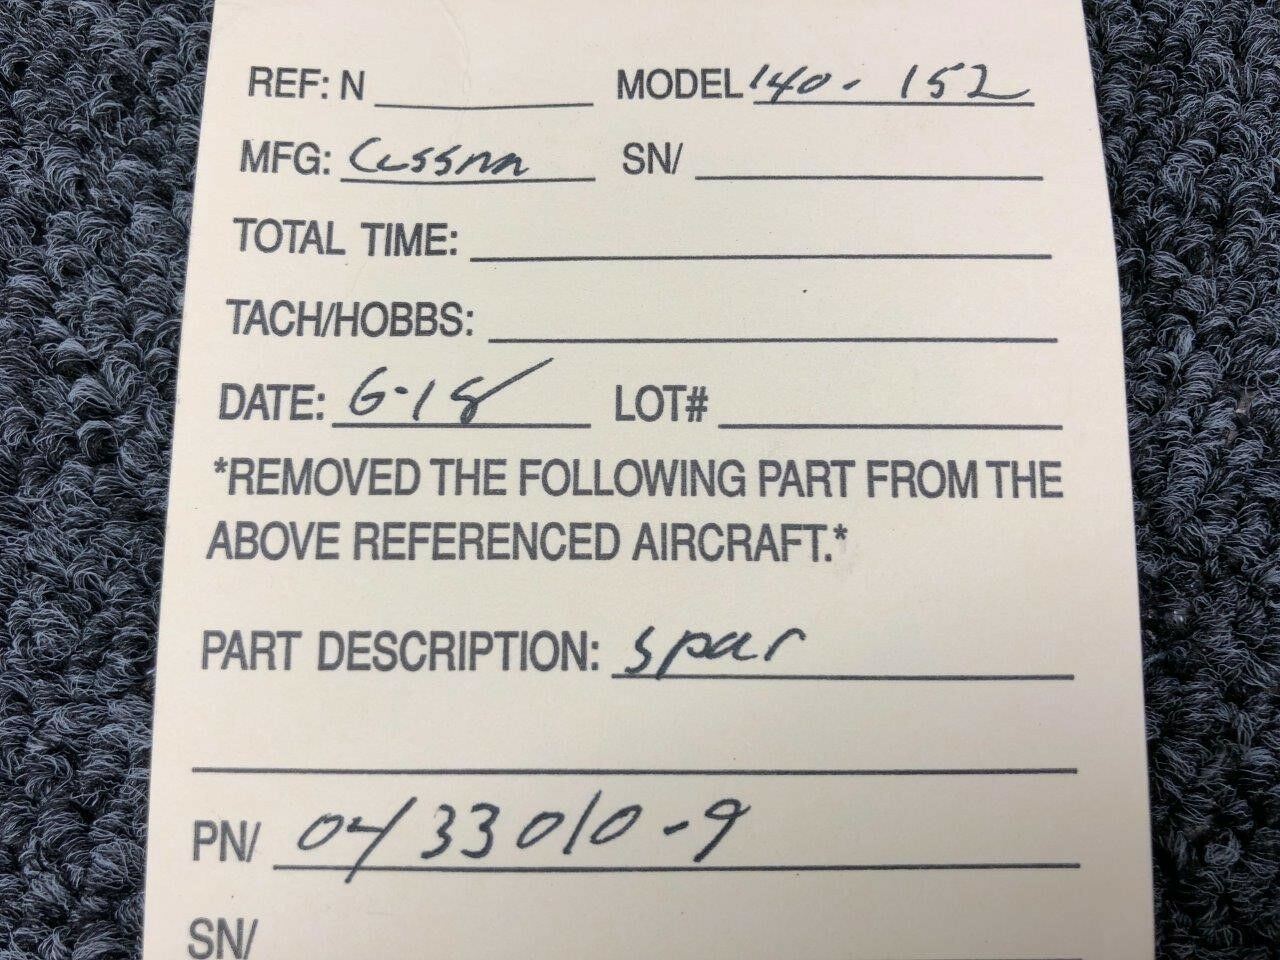 REF: N MODEL 140 - 152
MFG: Cessna SN/
TOTAL TIME:
TACH/HOBBS:
DATE: 6-18 LOT#
*REMOVED THE FOLLOWING PART FROM THE
ABOVE REFERENCED AIRCRAFT.*
PART DESCRIPTION: spar
PN/ 0433010-9
SN/